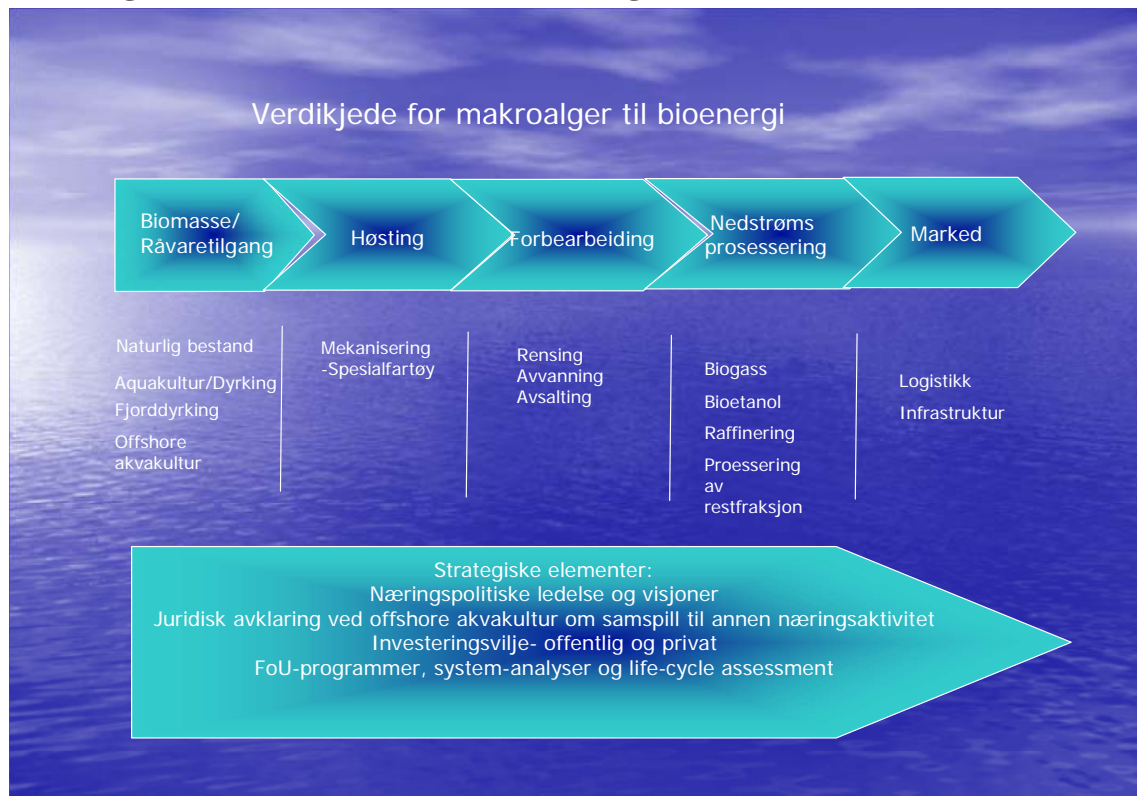 Verdikjede for makroalger til bioenergi
Biomasse/
Råvaretilgang
Høsting
Forbearbeiding
Nedstrøms
prosessering
Marked
Naturlig bestand
Aquakultur/Dyrking
Fjorddyrking
Offshore
akvakultur
Mekanisering
-Spesialfartøy
Rensing
Avvanning
Avsalting
Biogass
Bioetanol
Raffinering
Proessering
av
restfraksjon
Logistikk
Infrastruktur
Strategiske elementer:
Næringspolitiske ledelse og visjoner
Juridisk avklaring ved offshore akvakultur om samspill til annen næringsaktivitet
Investeringsvilje- offentlig og privat
FoU-programmer, system-analyser og life-cycle assessment